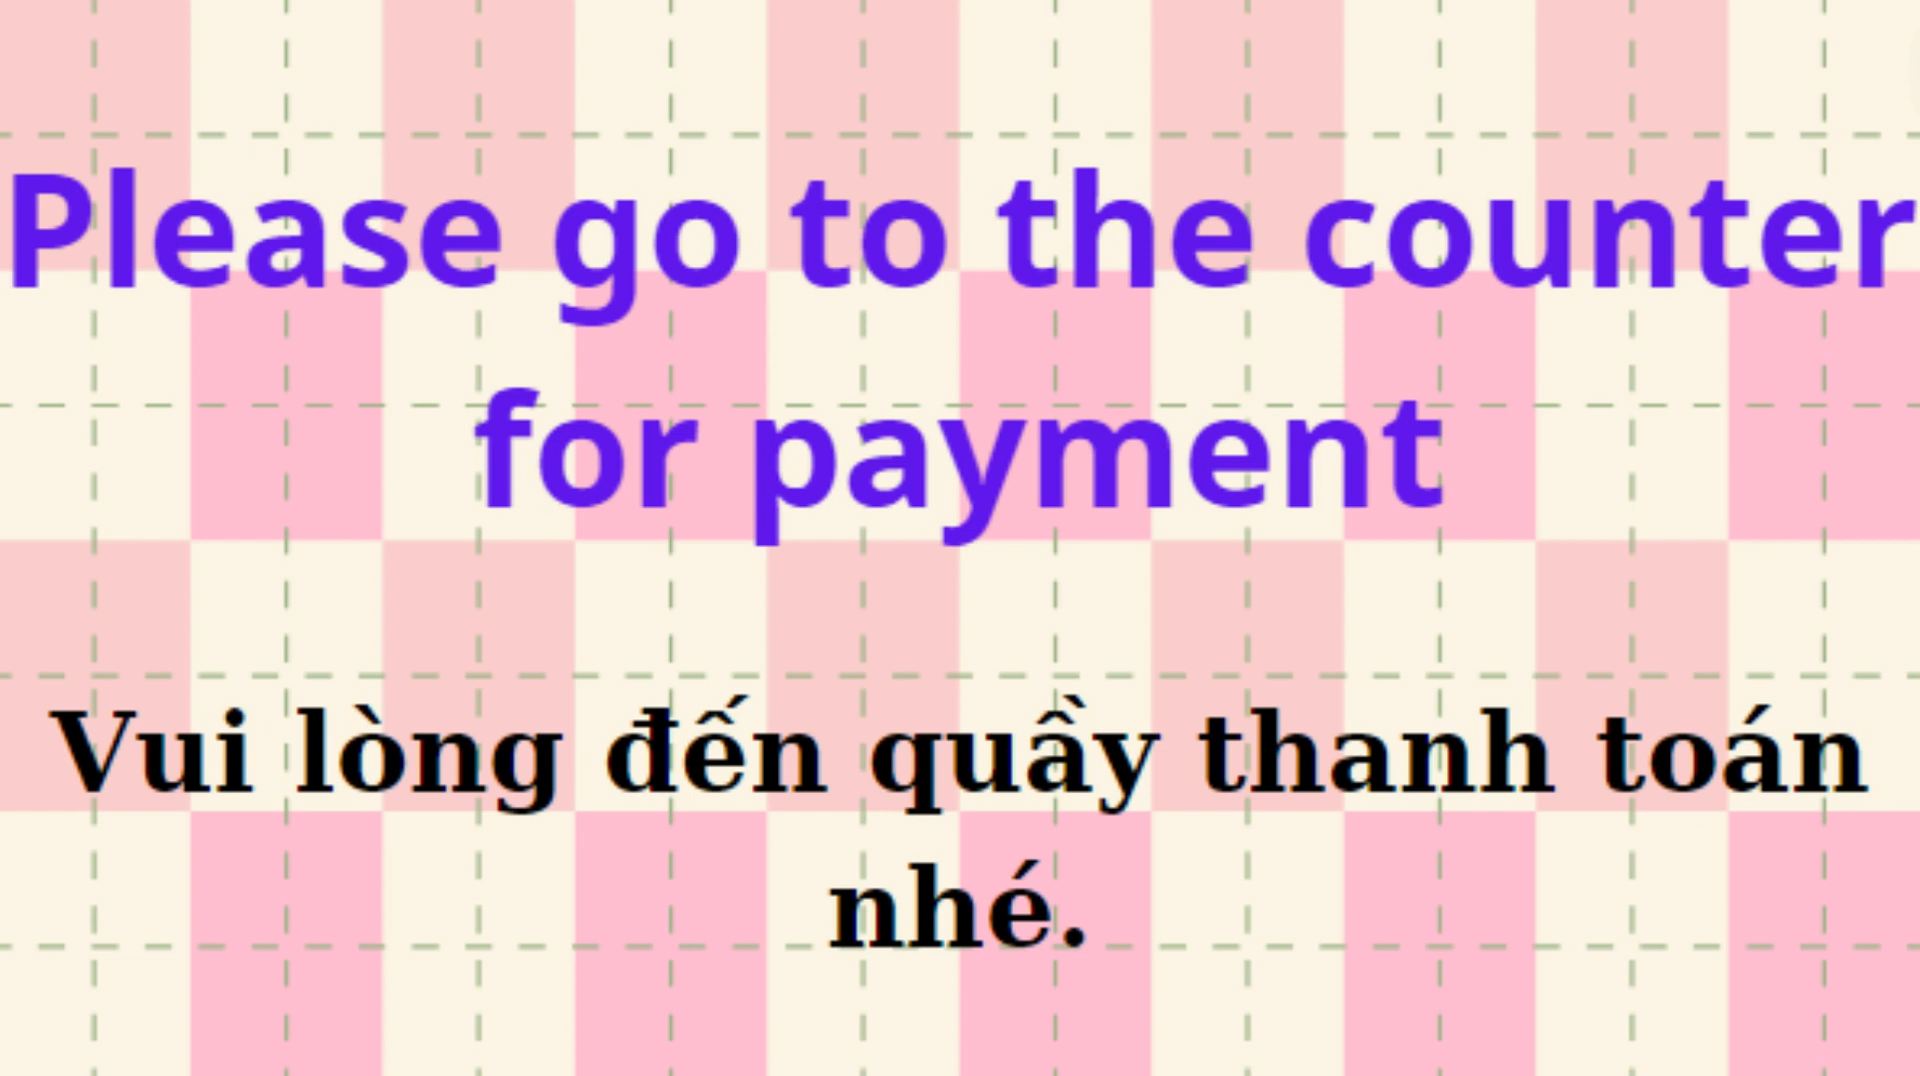 Please go to the counter
for payment
Vui lòng đến quầy thanh toán
nhé.